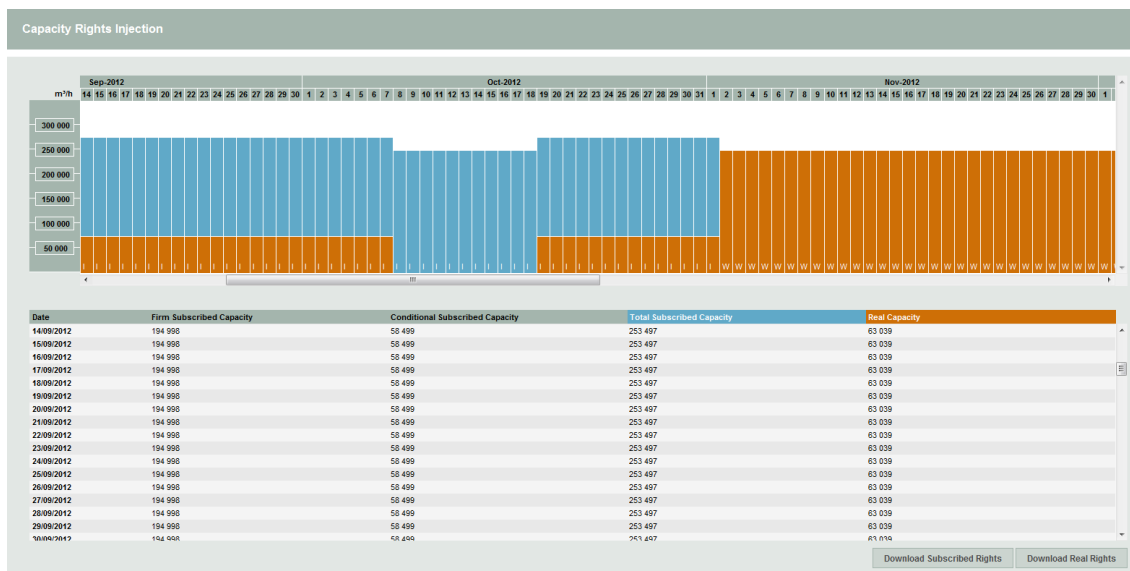 Capacity Rights Injection
Sep-2012 Oct-2012 Nov-2012
m³/h 14 15 16 17 18 19 20 21 22 23 24 25 26 27 28 29 30 1 2 3 4 5 6 7 8 9 10 11 12 13 14 15 16 17 18 19 20 21 22 23 24 25 26 27 28 29 30 31 1 2 3 4 5 6 7 8 9 10 11 12 13 14 15 16 17 18 19 20 21 22 23 24 25 26 27 28 29 30 1
300 000
250 000
200 000
150 000
100 000
50 000
I I I I I I I I I I I I I I I I I I I I I I I I I I I I I I I I I I I I I I I I I I I I I I I I I W W W W W W W W W W W W W W W W W W W W W W W W W W W W W W W W W
Date Firm Subscribed Capacity Conditional Subscribed Capacity Total Subscribed Capacity Real Capacity
14/09/2012 194 998 58 499 253 497 63 039
15/09/2012 194 998 58 499 253 497 63 039
16/09/2012 194 998 58 499 253 497 63 039
17/09/2012 194 998 58 499 253 497 63 039
18/09/2012 194 998 58 499 253 497 63 039
19/09/2012 194 998 58 499 253 497 63 039
20/09/2012 194 998 58 499 253 497 63 039
21/09/2012 194 998 58 499 253 497 63 039
22/09/2012 194 998 58 499 253 497 63 039
23/09/2012 194 998 58 499 253 497 63 039
24/09/2012 194 998 58 499 253 497 63 039
25/09/2012 194 998 58 499 253 497 63 039
26/09/2012 194 998 58 499 253 497 63 039
27/09/2012 194 998 58 499 253 497 63 039
28/09/2012 194 998 58 499 253 497 63 039
29/09/2012 194 998 58 499 253 497 63 039
30/09/2012 194 998 58 499 253 497 63 039
Download Subscribed Rights Download Real Rights